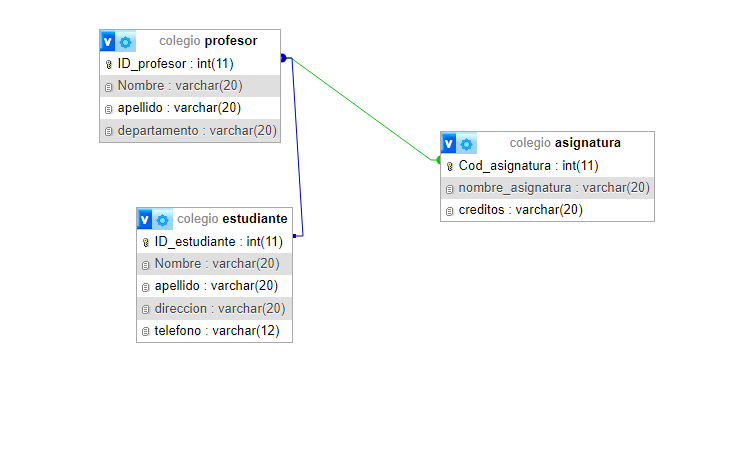 v colegio profesor
ID_profesor : int(11)
Nombre : varchar(20)
apellido : varchar(20)
departamento : varchar(20)
v colegio asignatura
Cod_asignatura : int(11)
nombre_asignatura : varchar(20)
creditos : varchar(20)
v colegio estudiante
ID_estudiante : int(11)
Nombre : varchar(20)
apellido : varchar(20)
direccion : varchar(20)
telefono : varchar(12)